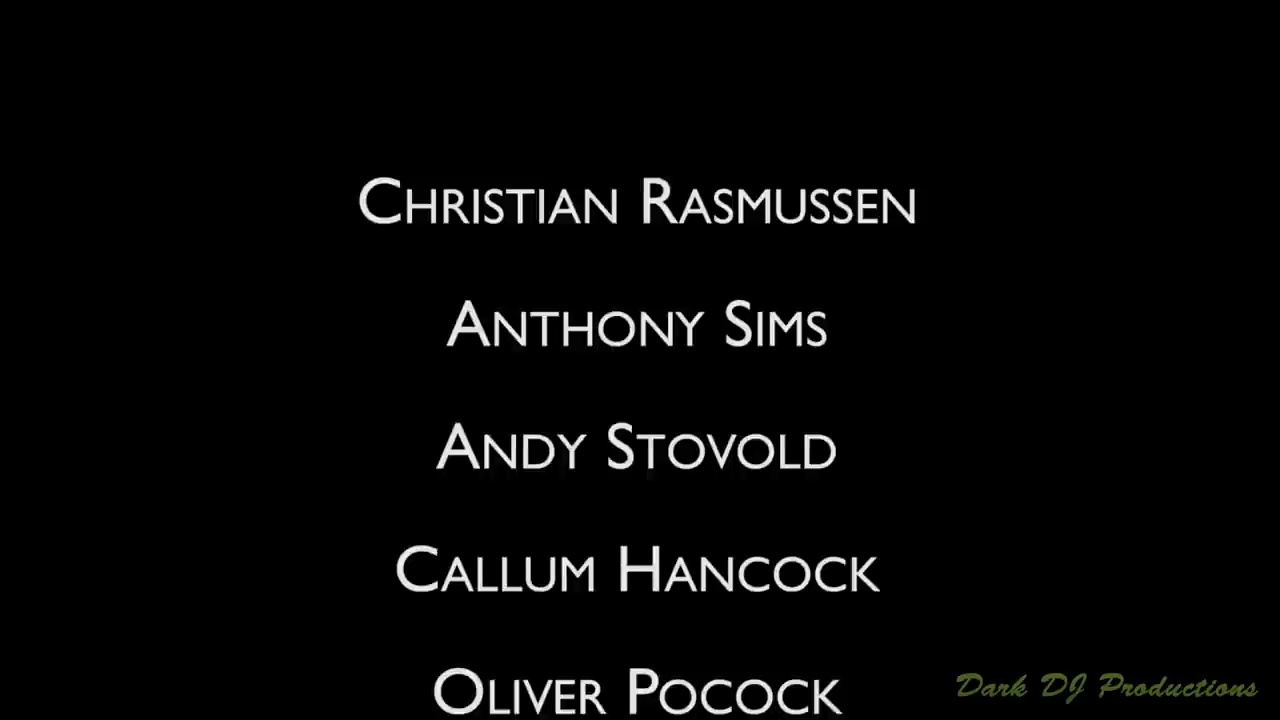 Christian Rasmussen
Anthony Sims
Andy Stovold
Callum Hancock
Oliver Pocock
Dark DJ Productions